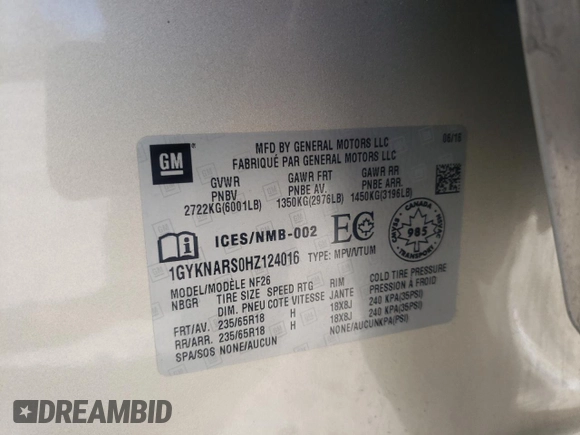 GM
MFD BY GENERAL MOTORS LLC
FABRIQUÉ PAR GENERAL MOTORS LLC
06/16
GVWR GAWR FRT GAWR RR
PNBV PNBE AV. PNBE ARR.
2722KG(6001LB) 1350KG(2976LB) 1450KG(3196LB)
ICES/NMB-002 EC
CANADA 985
1GYKNARS0HZ124016 TYPE: MPV/VTUM
MODEL/MODÈLE NF26
NBGR TIRE SIZE SPEED RTG RIM COLD TIRE PRESSURE
DIM. PNEU COTE VITESSE JANTE PRESSION A FROID
FRT/AV. 235/65R18 H 18X8J 240 KPA(35PSI)
RR/ARR. 235/65R18 H 18X8J 240 KPA(35PSI)
SPA/SOS NONE/AUCUN NONE/AUCUNKPA(PSI)
DREAMBID